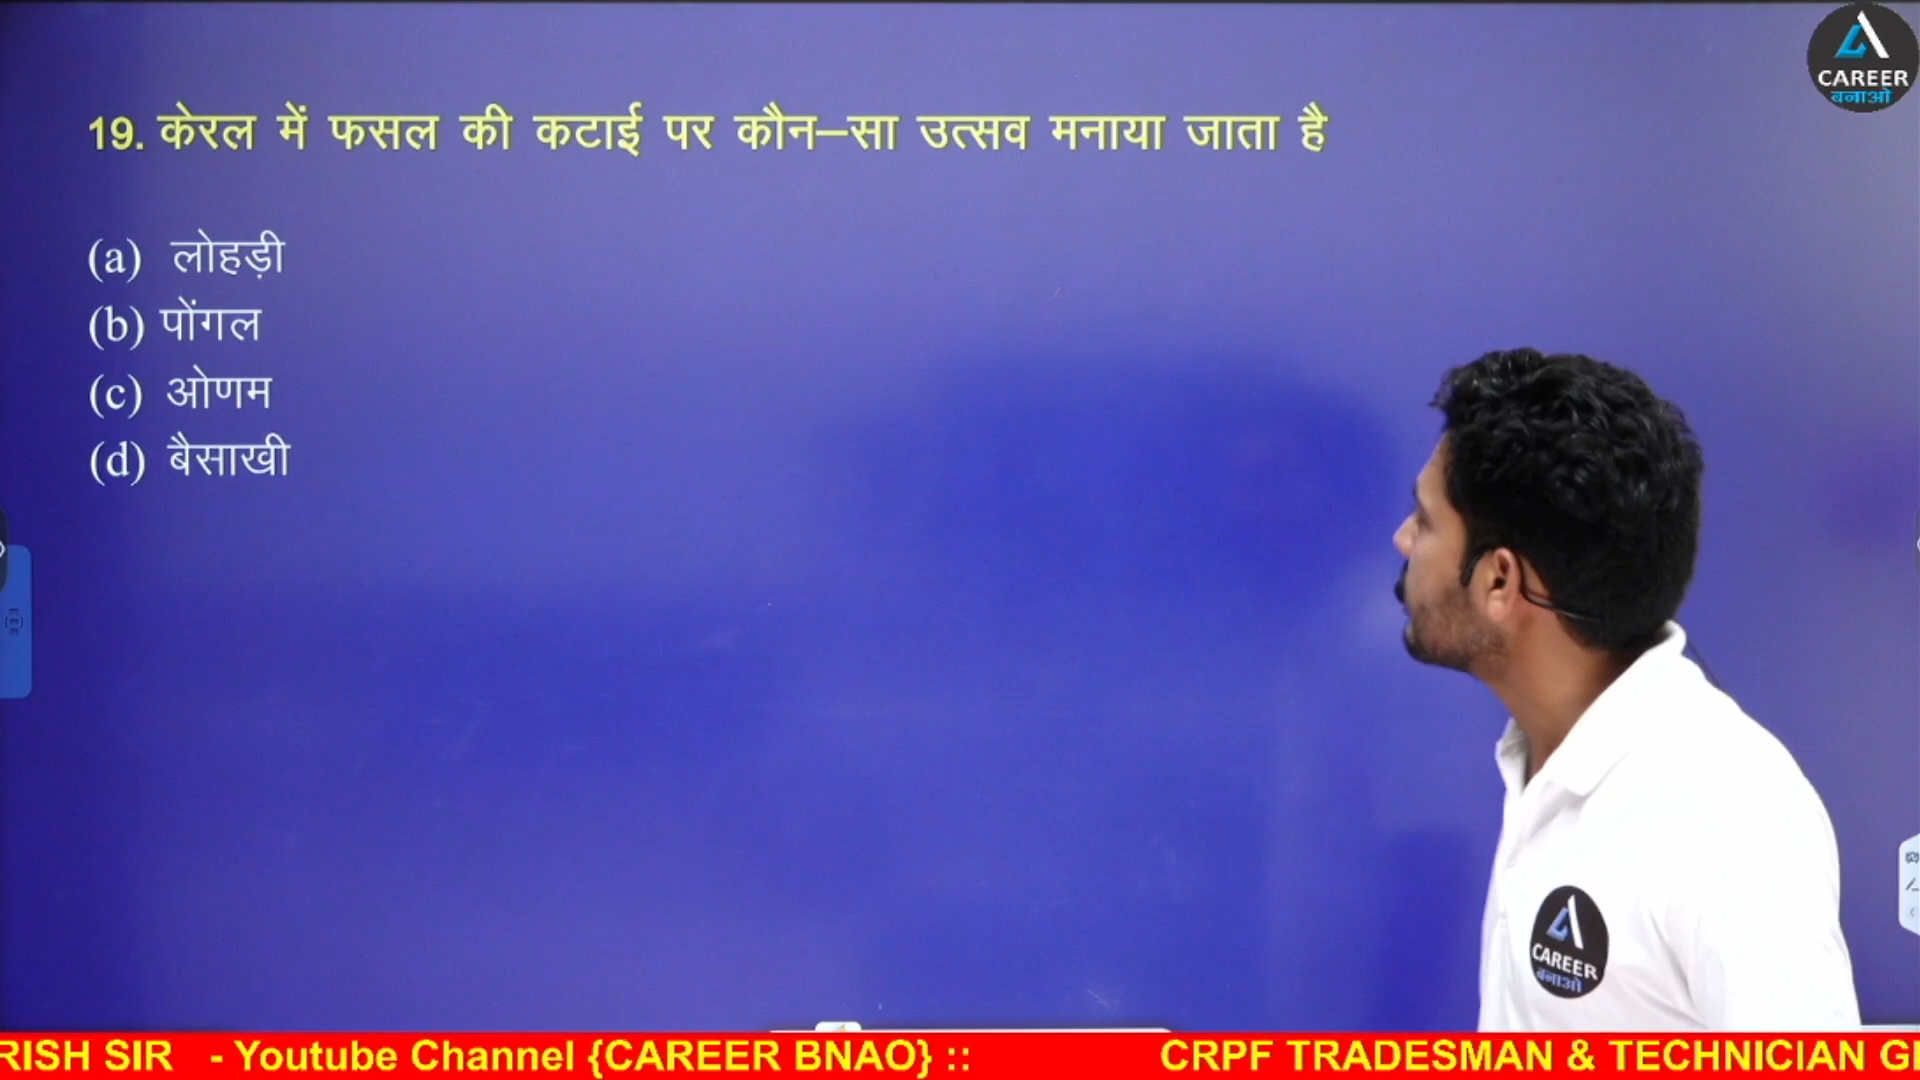 CAREER
बनाओ
19. केरल में फसल की कटाई पर कौन–सा उत्सव मनाया जाता है
(a) लोहड़ी
(b) पोंगल
(c) ओणम
(d) बैसाखी
CAREER
बनाओ
RISH SIR - Youtube Channel {CAREER BNAO} :: CRPF TRADESMAN & TECHNICIAN